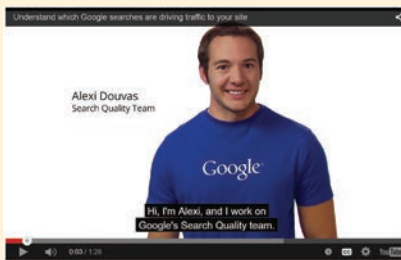 Understand which Google searches are driving traffic to your site
Alexi Douvas
Search Quality Team
Google
Hi, I'm Alexi, and I work on
Google's Search Quality team.
0:03 / 1:26
YouTube